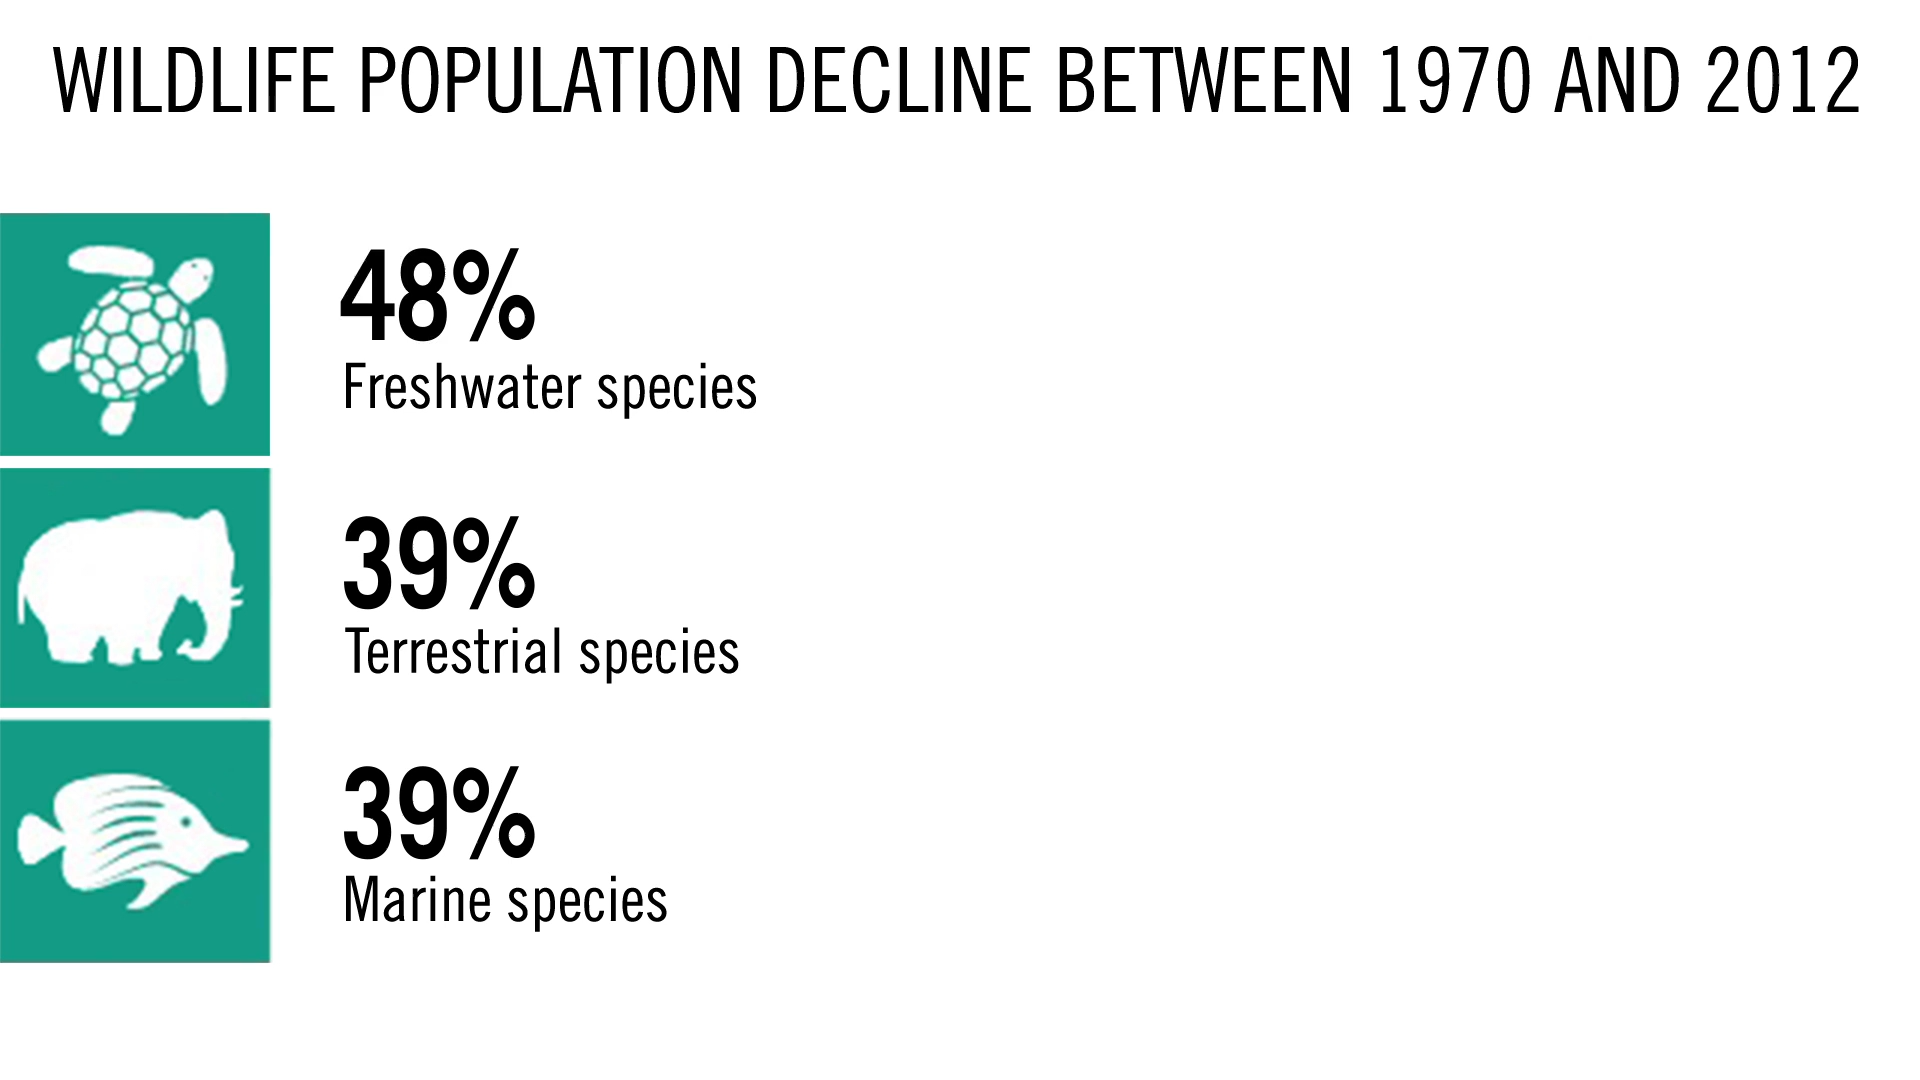 WILDLIFE POPULATION DECLINE BETWEEN 1970 AND 2012
48%
Freshwater species
39%
Terrestrial species
39%
Marine species